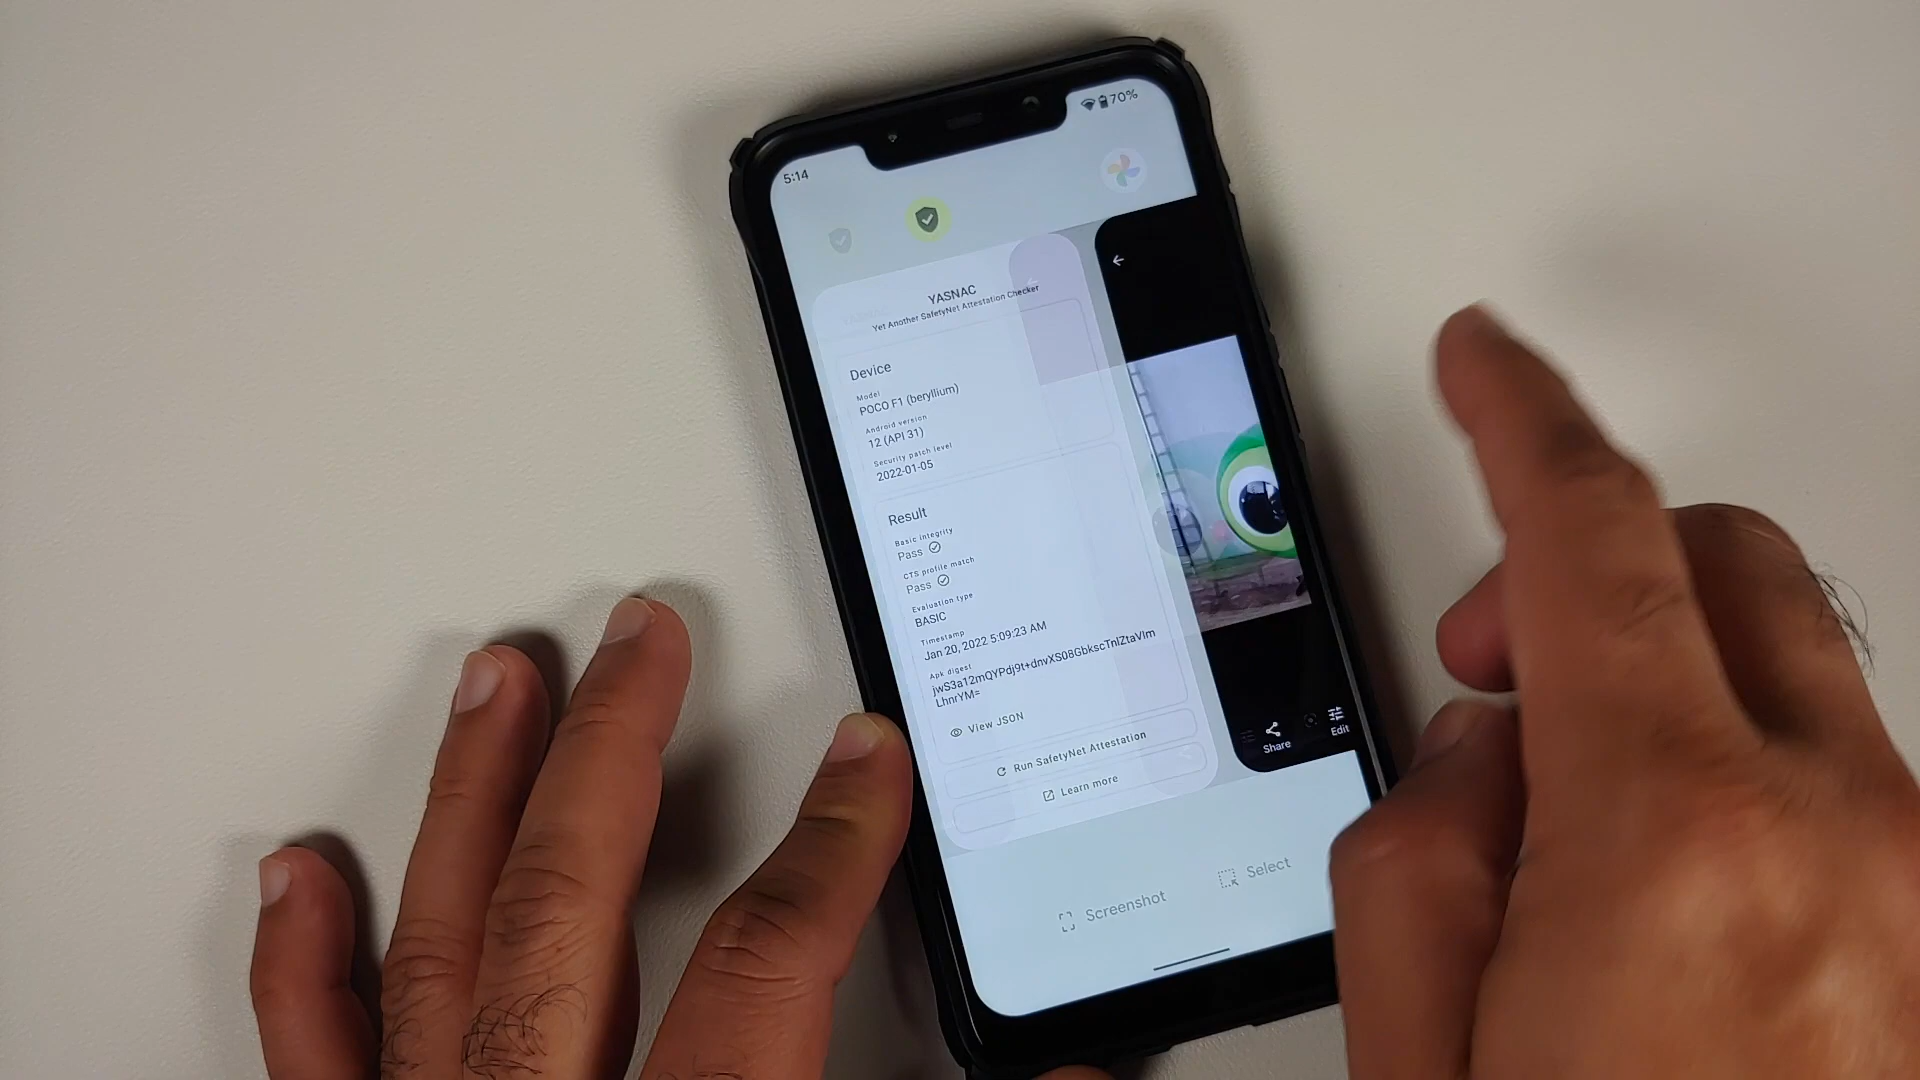 5:14
70%
YASNAC
Yet Another SafetyNet Attestation Checker
Device
Model
POCO F1 (beryllium)
Android version
12 (API 31)
Security patch level
2022-01-05
Result
Basic integrity
Pass
CTS profile match
Pass
Evaluation type
BASIC
Timestamp
Jan 20, 2022 5:09:23 AM
Apk digest
View JSON
Run SafetyNet Attestation
Learn more
Share
Edit
Screenshot
Select